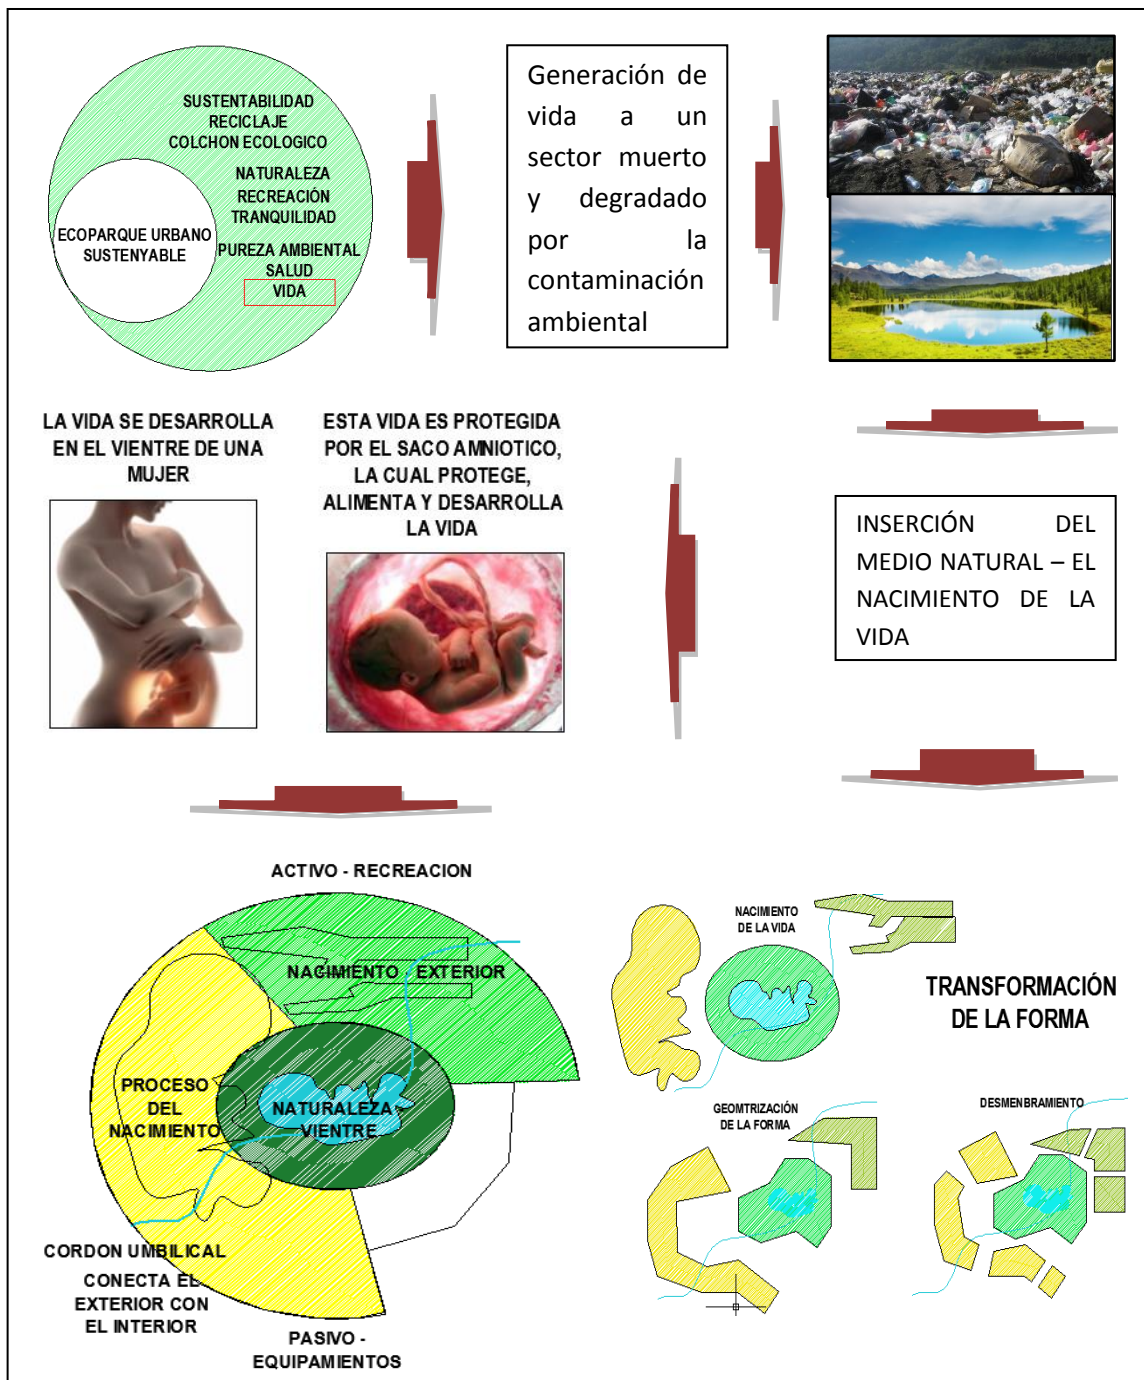 SUSTENTABILIDAD
RECICLAJE
COLCHON ECOLOGICO
NATURALEZA
RECREACIÓN
TRANQUILIDAD
PUREZA AMBIENTAL
SALUD
VIDA
ECOPARQUE URBANO
SUSTENYABLE
Generación de
vida a un
sector muerto
y degradado
por la
contaminación
ambiental
LA VIDA SE DESARROLLA
EN EL VIENTRE DE UNA
MUJER
ESTA VIDA ES PROTEGIDA
POR EL SACO AMNIOTICO,
LA CUAL PROTEGE,
ALIMENTA Y DESARROLLA
LA VIDA
INSERCIÓN DEL
MEDIO NATURAL – EL
NACIMIENTO DE LA
VIDA
ACTIVO - RECREACION
NACIMIENTO - EXTERIOR
PROCESO
DEL
NACIMIENTO
NATURALEZA
VIENTRE
CORDON UMBILICAL
CONECTA EL
EXTERIOR CON
EL INTERIOR
PASIVO -
EQUIPAMIENTOS
NACIMIENTO
DE LA VIDA
TRANSFORMACIÓN
DE LA FORMA
GEOMTRIZACIÓN
DE LA FORMA
DESMENBRAMIENTO